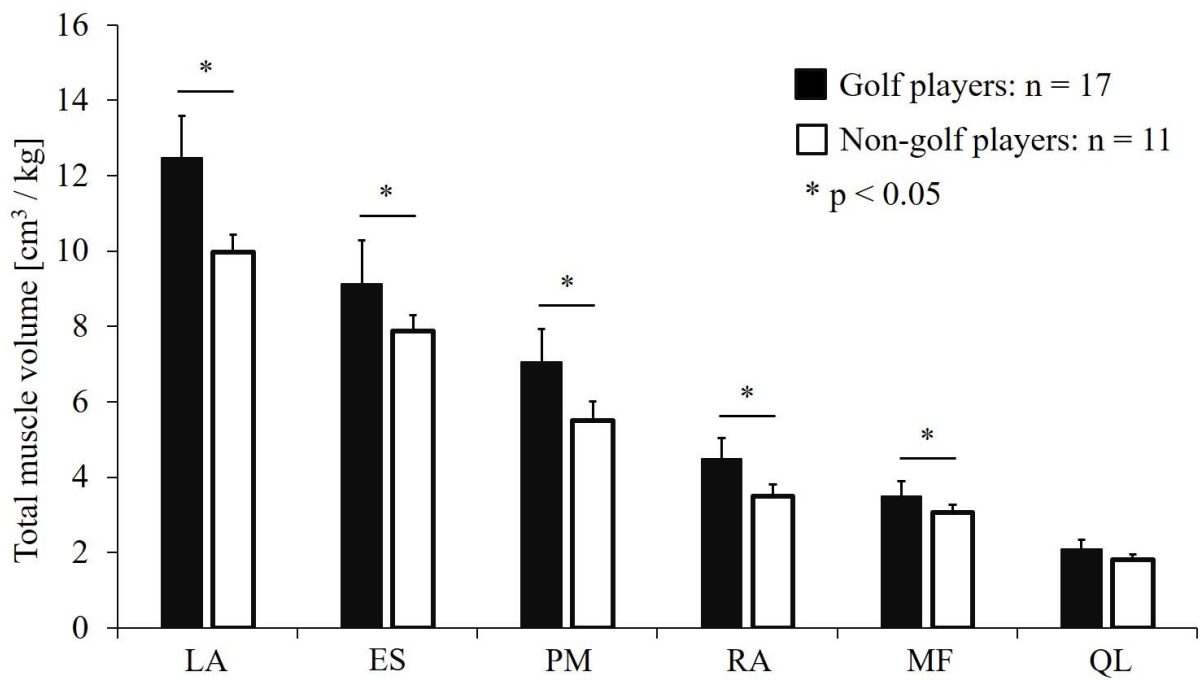 16
14
12
10
8
6
4
2
0
Total muscle volume [cm³ / kg]
Golf players: n = 17
Non-golf players: n = 11
* p < 0.05
*
*
*
*
*
LA ES PM RA MF QL